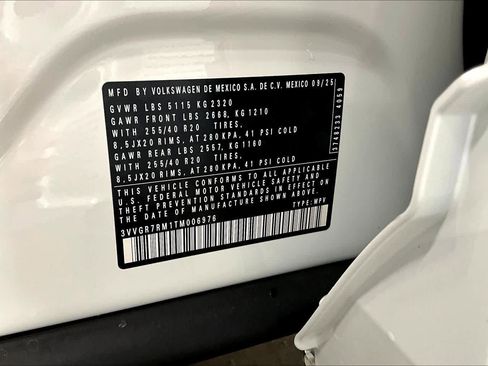 MFD BY VOLKSWAGEN DE MEXICO S.A. DE C.V. MEXICO 09/25
GVWR LBS 5115 KG 2320
GAWR FRONT LBS 2668, KG 1210
WITH 255/40 R20 TIRES,
8,5JX20 RIMS, AT 280 KPA, 41 PSI COLD
GAWR REAR LBS 2557, KG 1160
WITH 255/40 R20 TIRES,
8,5JX20 RIMS, AT 280 KPA, 41 PSI COLD
THIS VEHICLE CONFORMS TO ALL APPLICABLE
U.S. FEDERAL MOTOR VEHICLE SAFETY AND
THEFT PREVENTION STANDARDS IN EFFECT ON
THE DATE OF MANUFACTURE SHOWN ABOVE
3VVGR7RM1TM006976 TYPE: MPV
3749233 4059